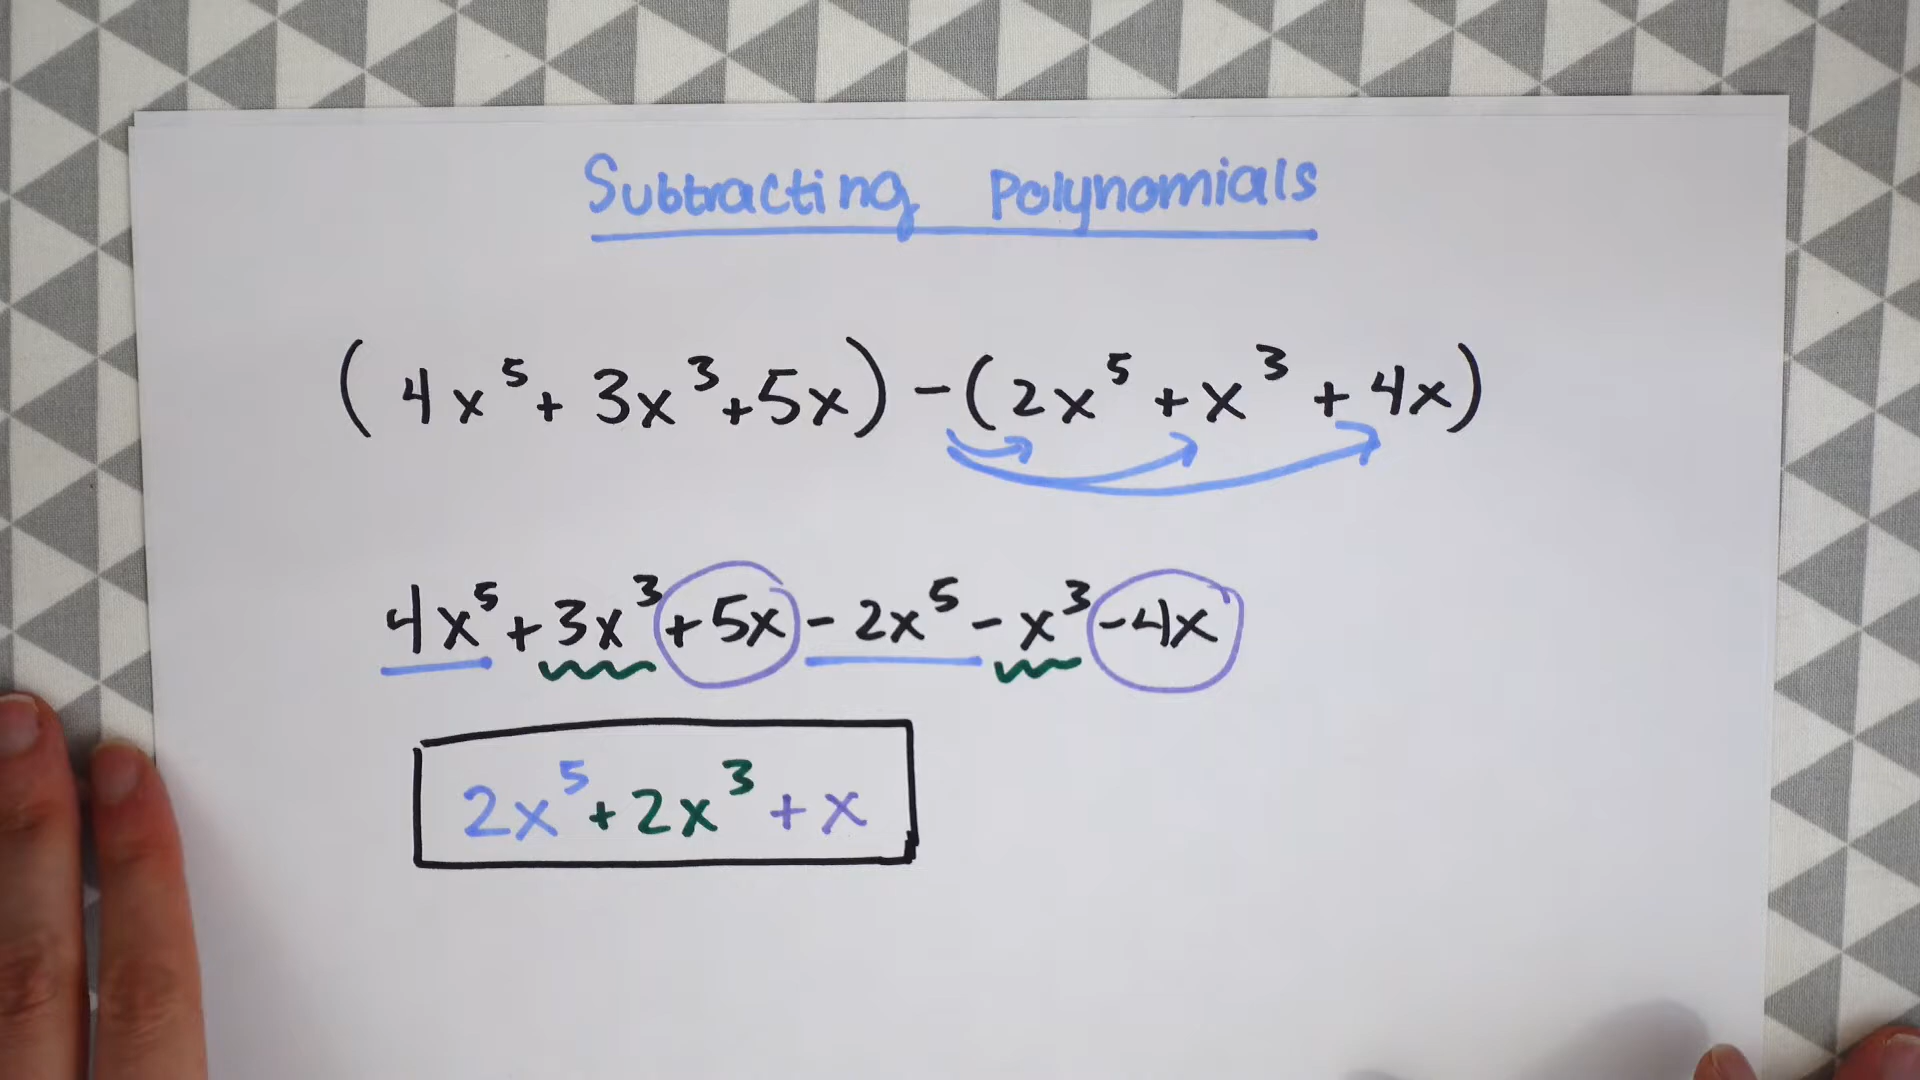 Subtracting Polynomials
(4x⁵ + 3x³ + 5x) - (2x⁵ + x³ + 4x)
4x⁵ + 3x³ + 5x - 2x⁵ - x³ - 4x
2x⁵ + 2x³ + x